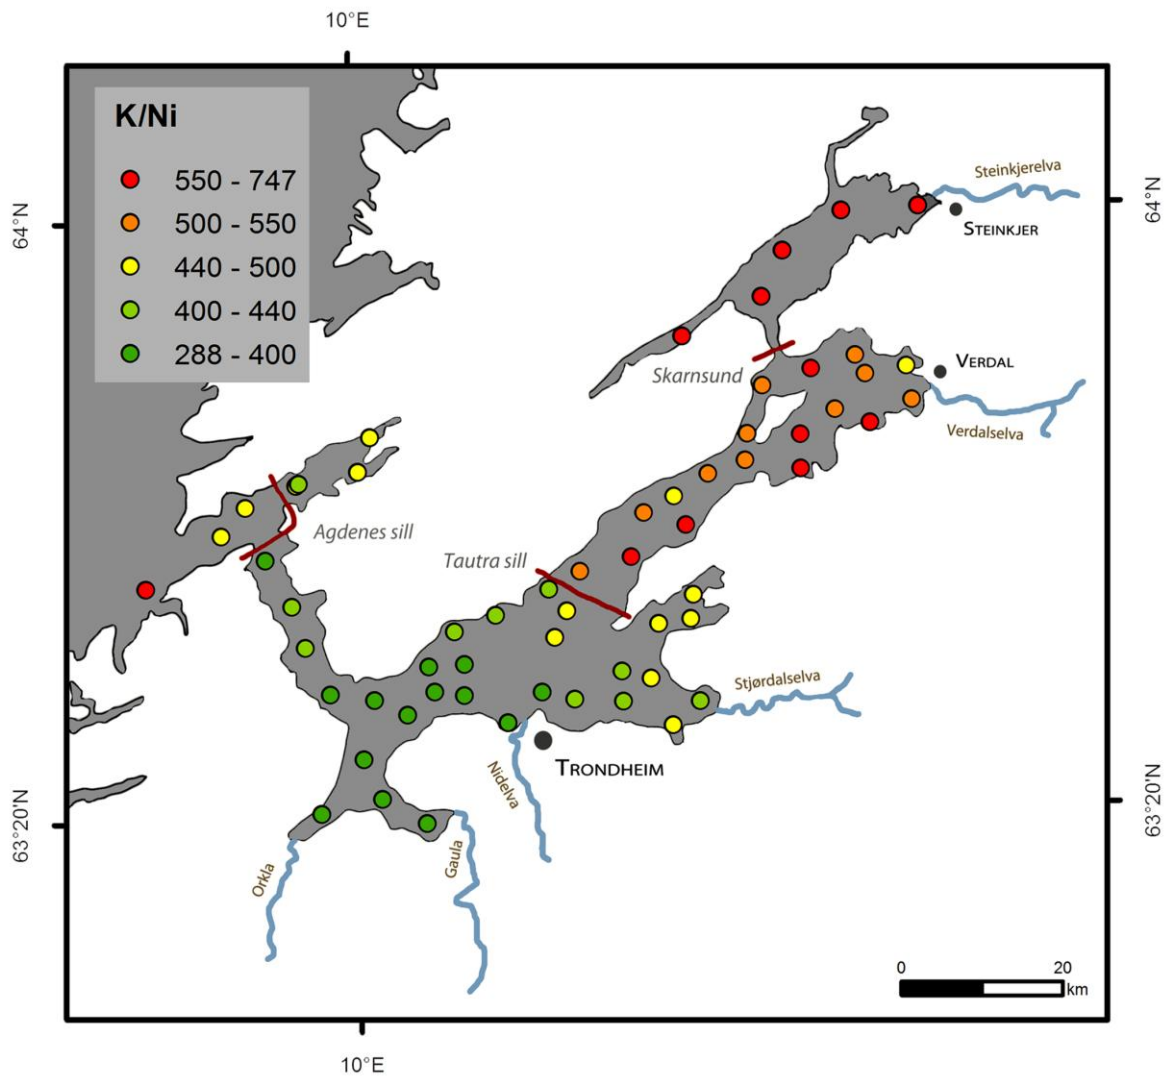 10°E
K/Ni
550 - 747
500 - 550
440 - 500
400 - 440
288 - 400
64°N
64°N
Steinkjerelva
STEINKJER
Skarnsund
VERDAL
Verdalselva
Agdenes sill
Tautra sill
Stjørdalselva
TRONDHEIM
Nidelva
Orkla
Gaula
63°20'N
63°20'N
0 20
km
10°E